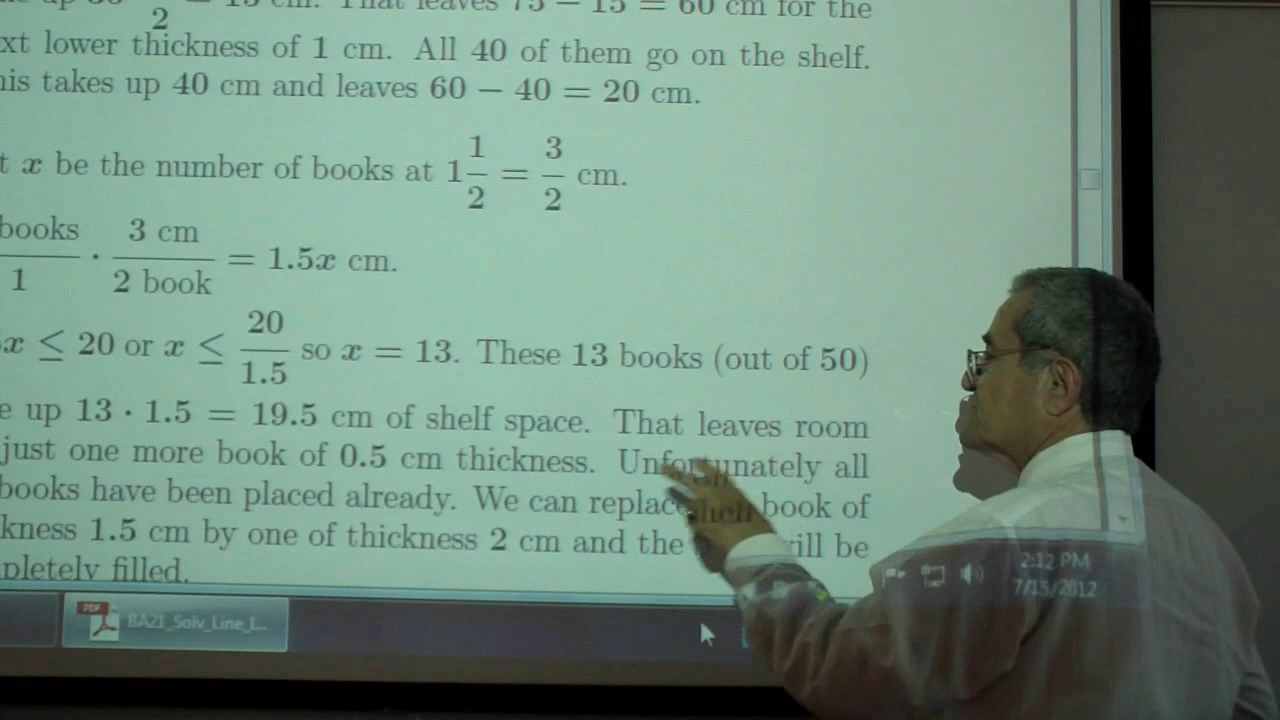 up 30 1/2 = 15 cm. That leaves 75 − 15 = 60 cm for the
xt lower thickness of 1 cm. All 40 of them go on the shelf.
his takes up 40 cm and leaves 60 − 40 = 20 cm.
t x be the number of books at 1 1/2 = 3/2 cm.
books/1 · 3 cm/2 book = 1.5x cm.
x ≤ 20 or x ≤ 20/1.5 so x = 13. These 13 books (out of 50)
e up 13 · 1.5 = 19.5 cm of shelf space. That leaves room
just one more book of 0.5 cm thickness. Unfortunately all
books have been placed already. We can replace book of
kness 1.5 cm by one of thickness 2 cm and the shelf will be
pletely filled.
PDF
BA21_Solv_Line_I...
2:12 PM
7/15/2012